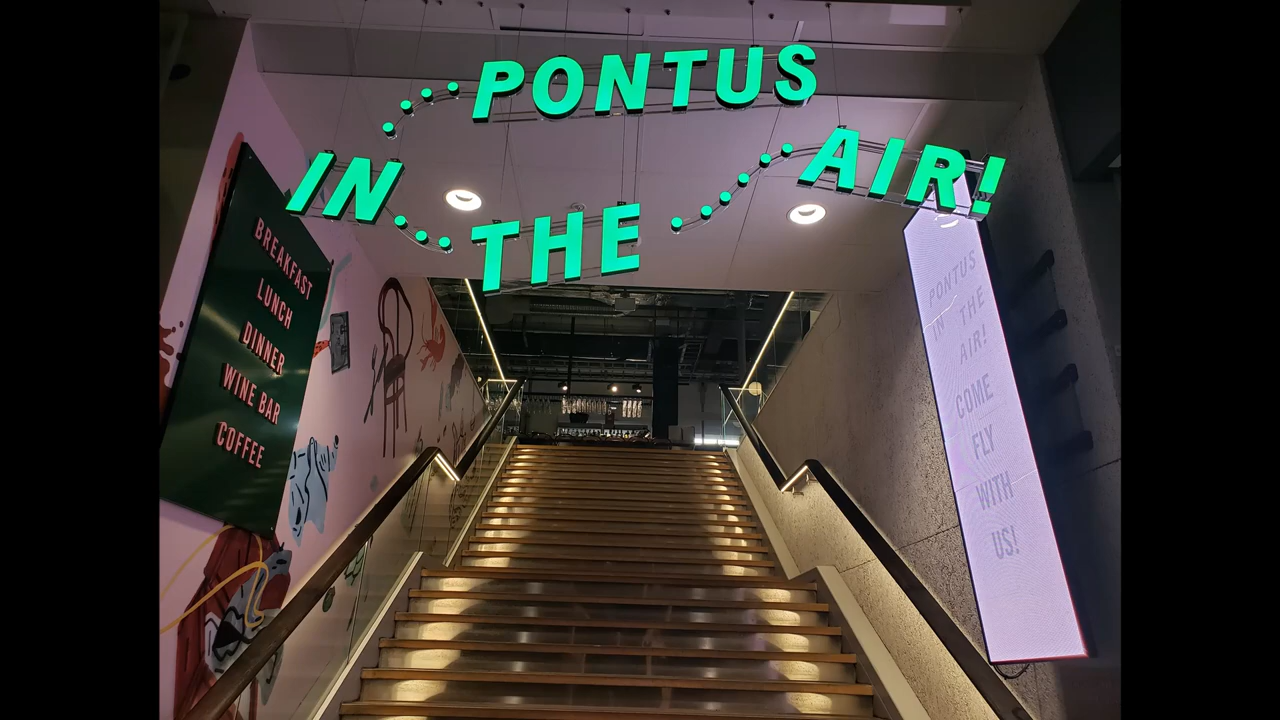 PONTUS
IN THE AIR!
BREAKFAST
LUNCH
DINNER
WINE BAR
COFFEE
PONTUS
IN THE
AIR!
COME
FLY
WITH
US!